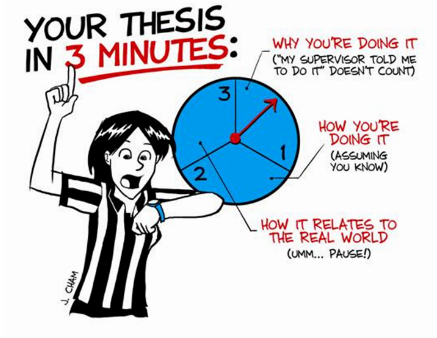 YOUR THESIS
IN 3 MINUTES:
WHY YOU'RE DOING IT
("MY SUPERVISOR TOLD ME
TO DO IT" DOESN'T COUNT)
3
HOW YOU'RE
DOING IT
(ASSUMING
YOU KNOW)
1
2
HOW IT RELATES TO
THE REAL WORLD
(UMM... PAUSE!)
J. CHAM